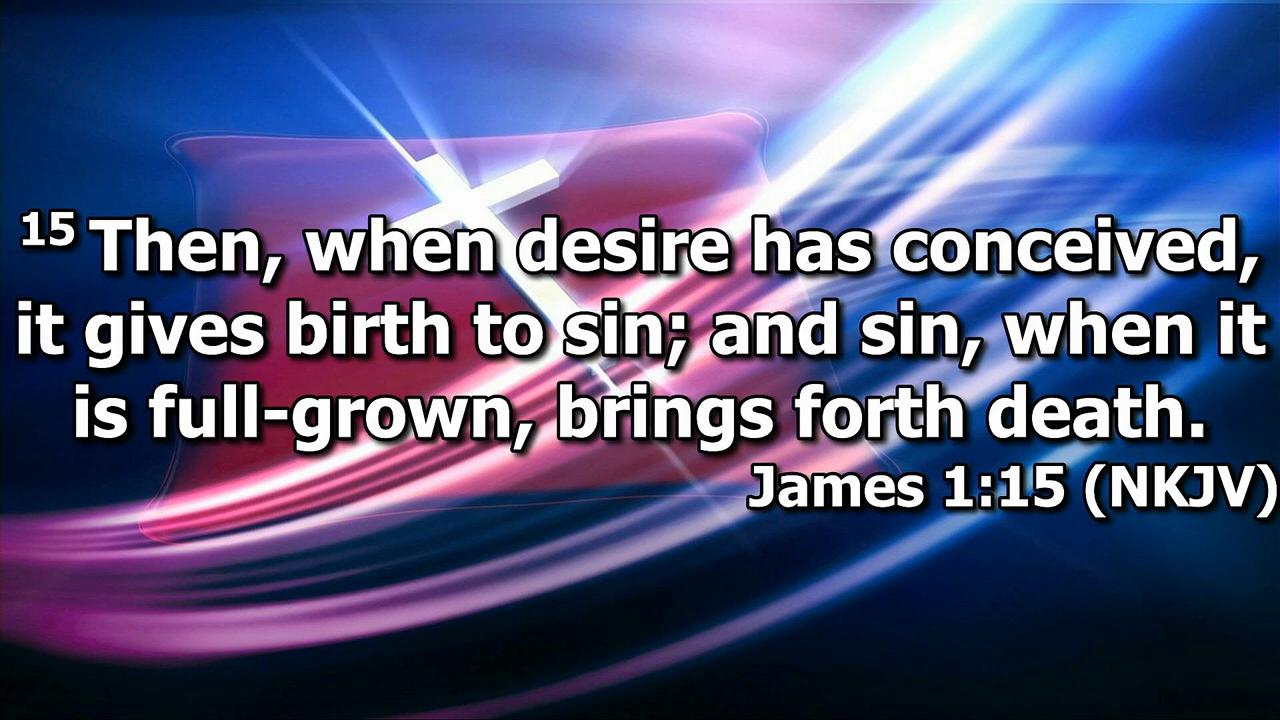 15 Then, when desire has conceived,
it gives birth to sin; and sin, when it
is full-grown, brings forth death.
James 1:15 (NKJV)